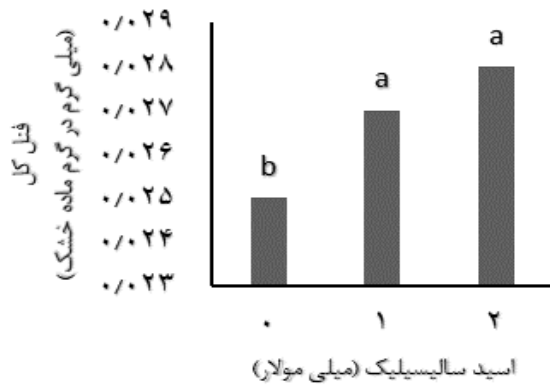 فنل کل
(میلی گرم در گرم ماده خشک)
۰/۰۲۹
۰/۰۲۸
۰/۰۲۷
۰/۰۲۶
۰/۰۲۵
۰/۰۲۴
۰/۰۲۳
b
a
a
۰ ۱ ۲
اسید سالیسیلیک (میلی مولار)